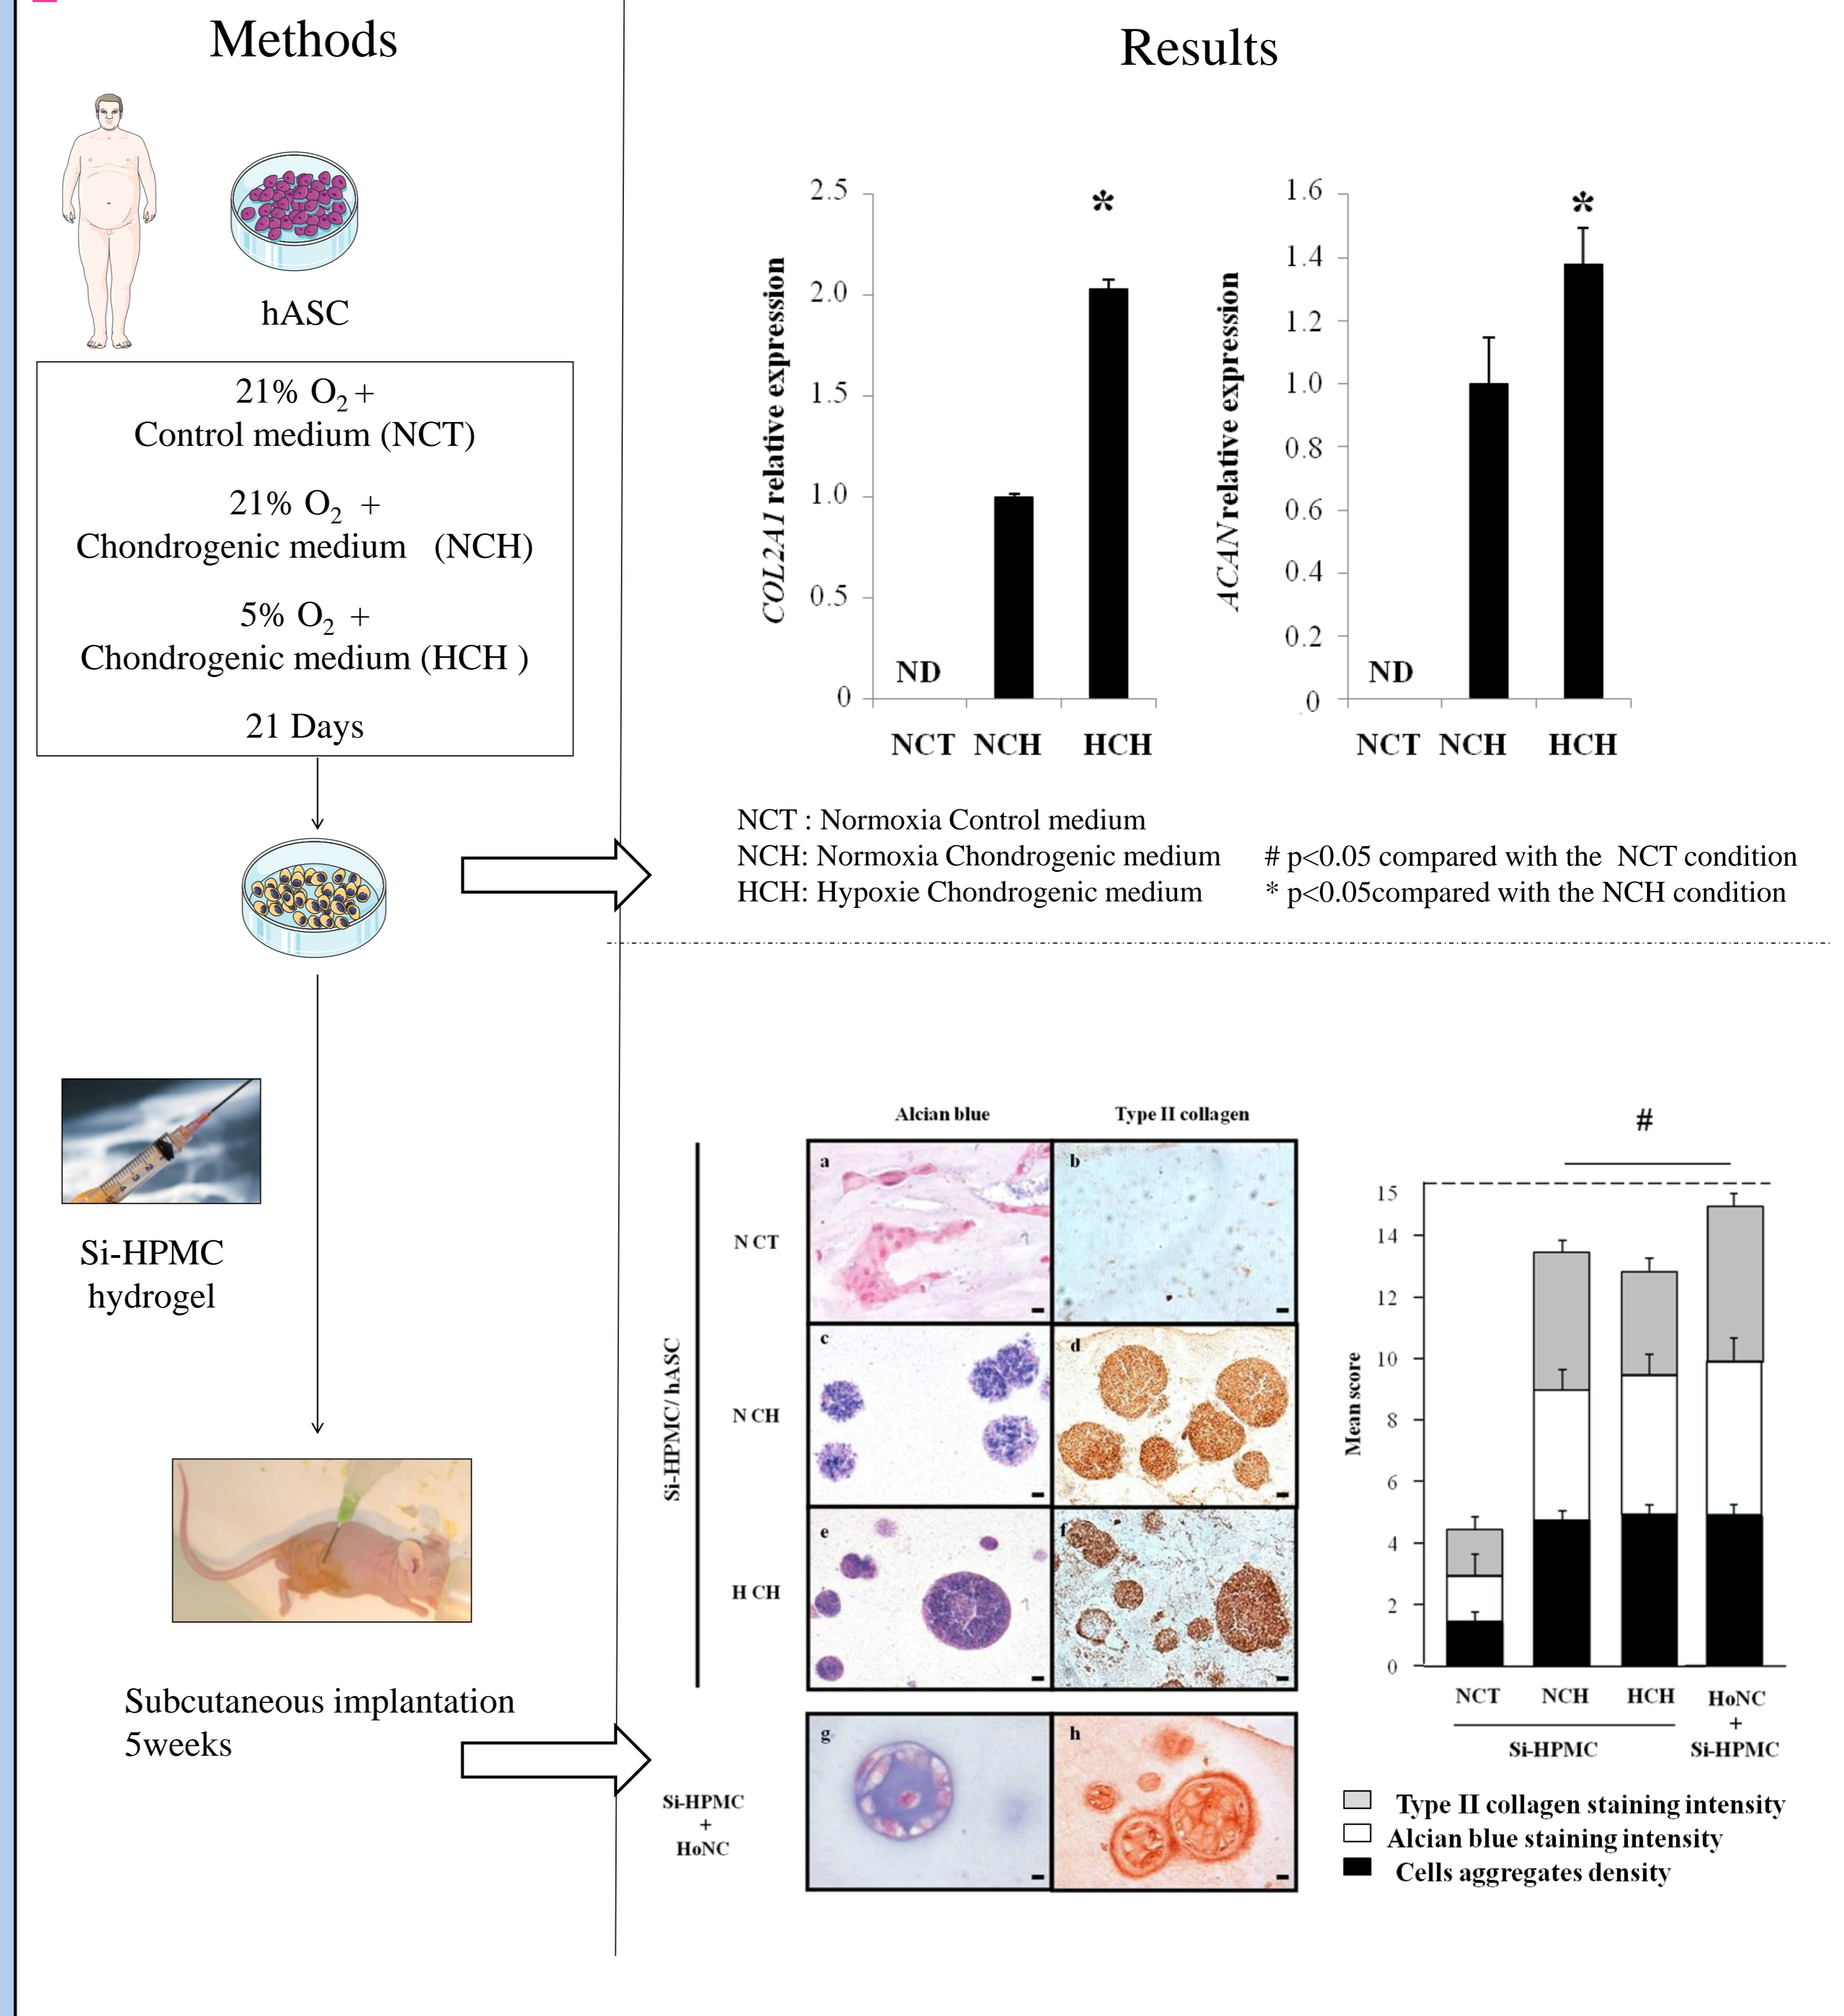 Methods
hASC
21% O₂ +
Control medium (NCT)
21% O₂ +
Chondrogenic medium (NCH)
5% O₂ +
Chondrogenic medium (HCH )
21 Days
Si-HPMC
hydrogel
Subcutaneous implantation
5weeks
Results
COL2A1 relative expression
2.5
2.0
1.5
1.0
0.5
0
*
ND
NCT NCH HCH
ACAN relative expression
1.6
1.4
1.2
1.0
0.8
0.6
0.4
0.2
.0
*
ND
NCT NCH HCH
NCT : Normoxia Control medium
NCH: Normoxia Chondrogenic medium
HCH: Hypoxie Chondrogenic medium
# p<0.05 compared with the NCT condition
* p<0.05compared with the NCH condition
Alcian blue Type II collagen
Si-HPMC/ hASC
N CT
a b
N CH
c d
H CH
e f
Si-HPMC
+
HoNC
g h
#
Mean score
15
14
12
10
8
6
4
2
0
NCT NCH HCH HoNC
+
Si-HPMC Si-HPMC
Type II collagen staining intensity
Alcian blue staining intensity
Cells aggregates density